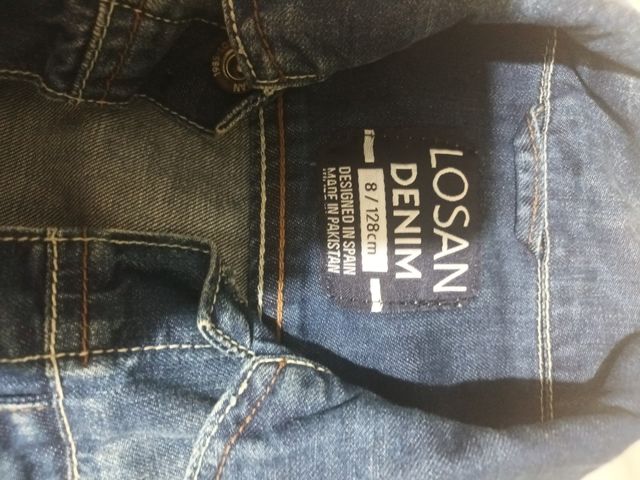 LOSAN
DENIM
8 / 128cm
DESIGNED IN SPAIN
MADE IN PAKISTAN